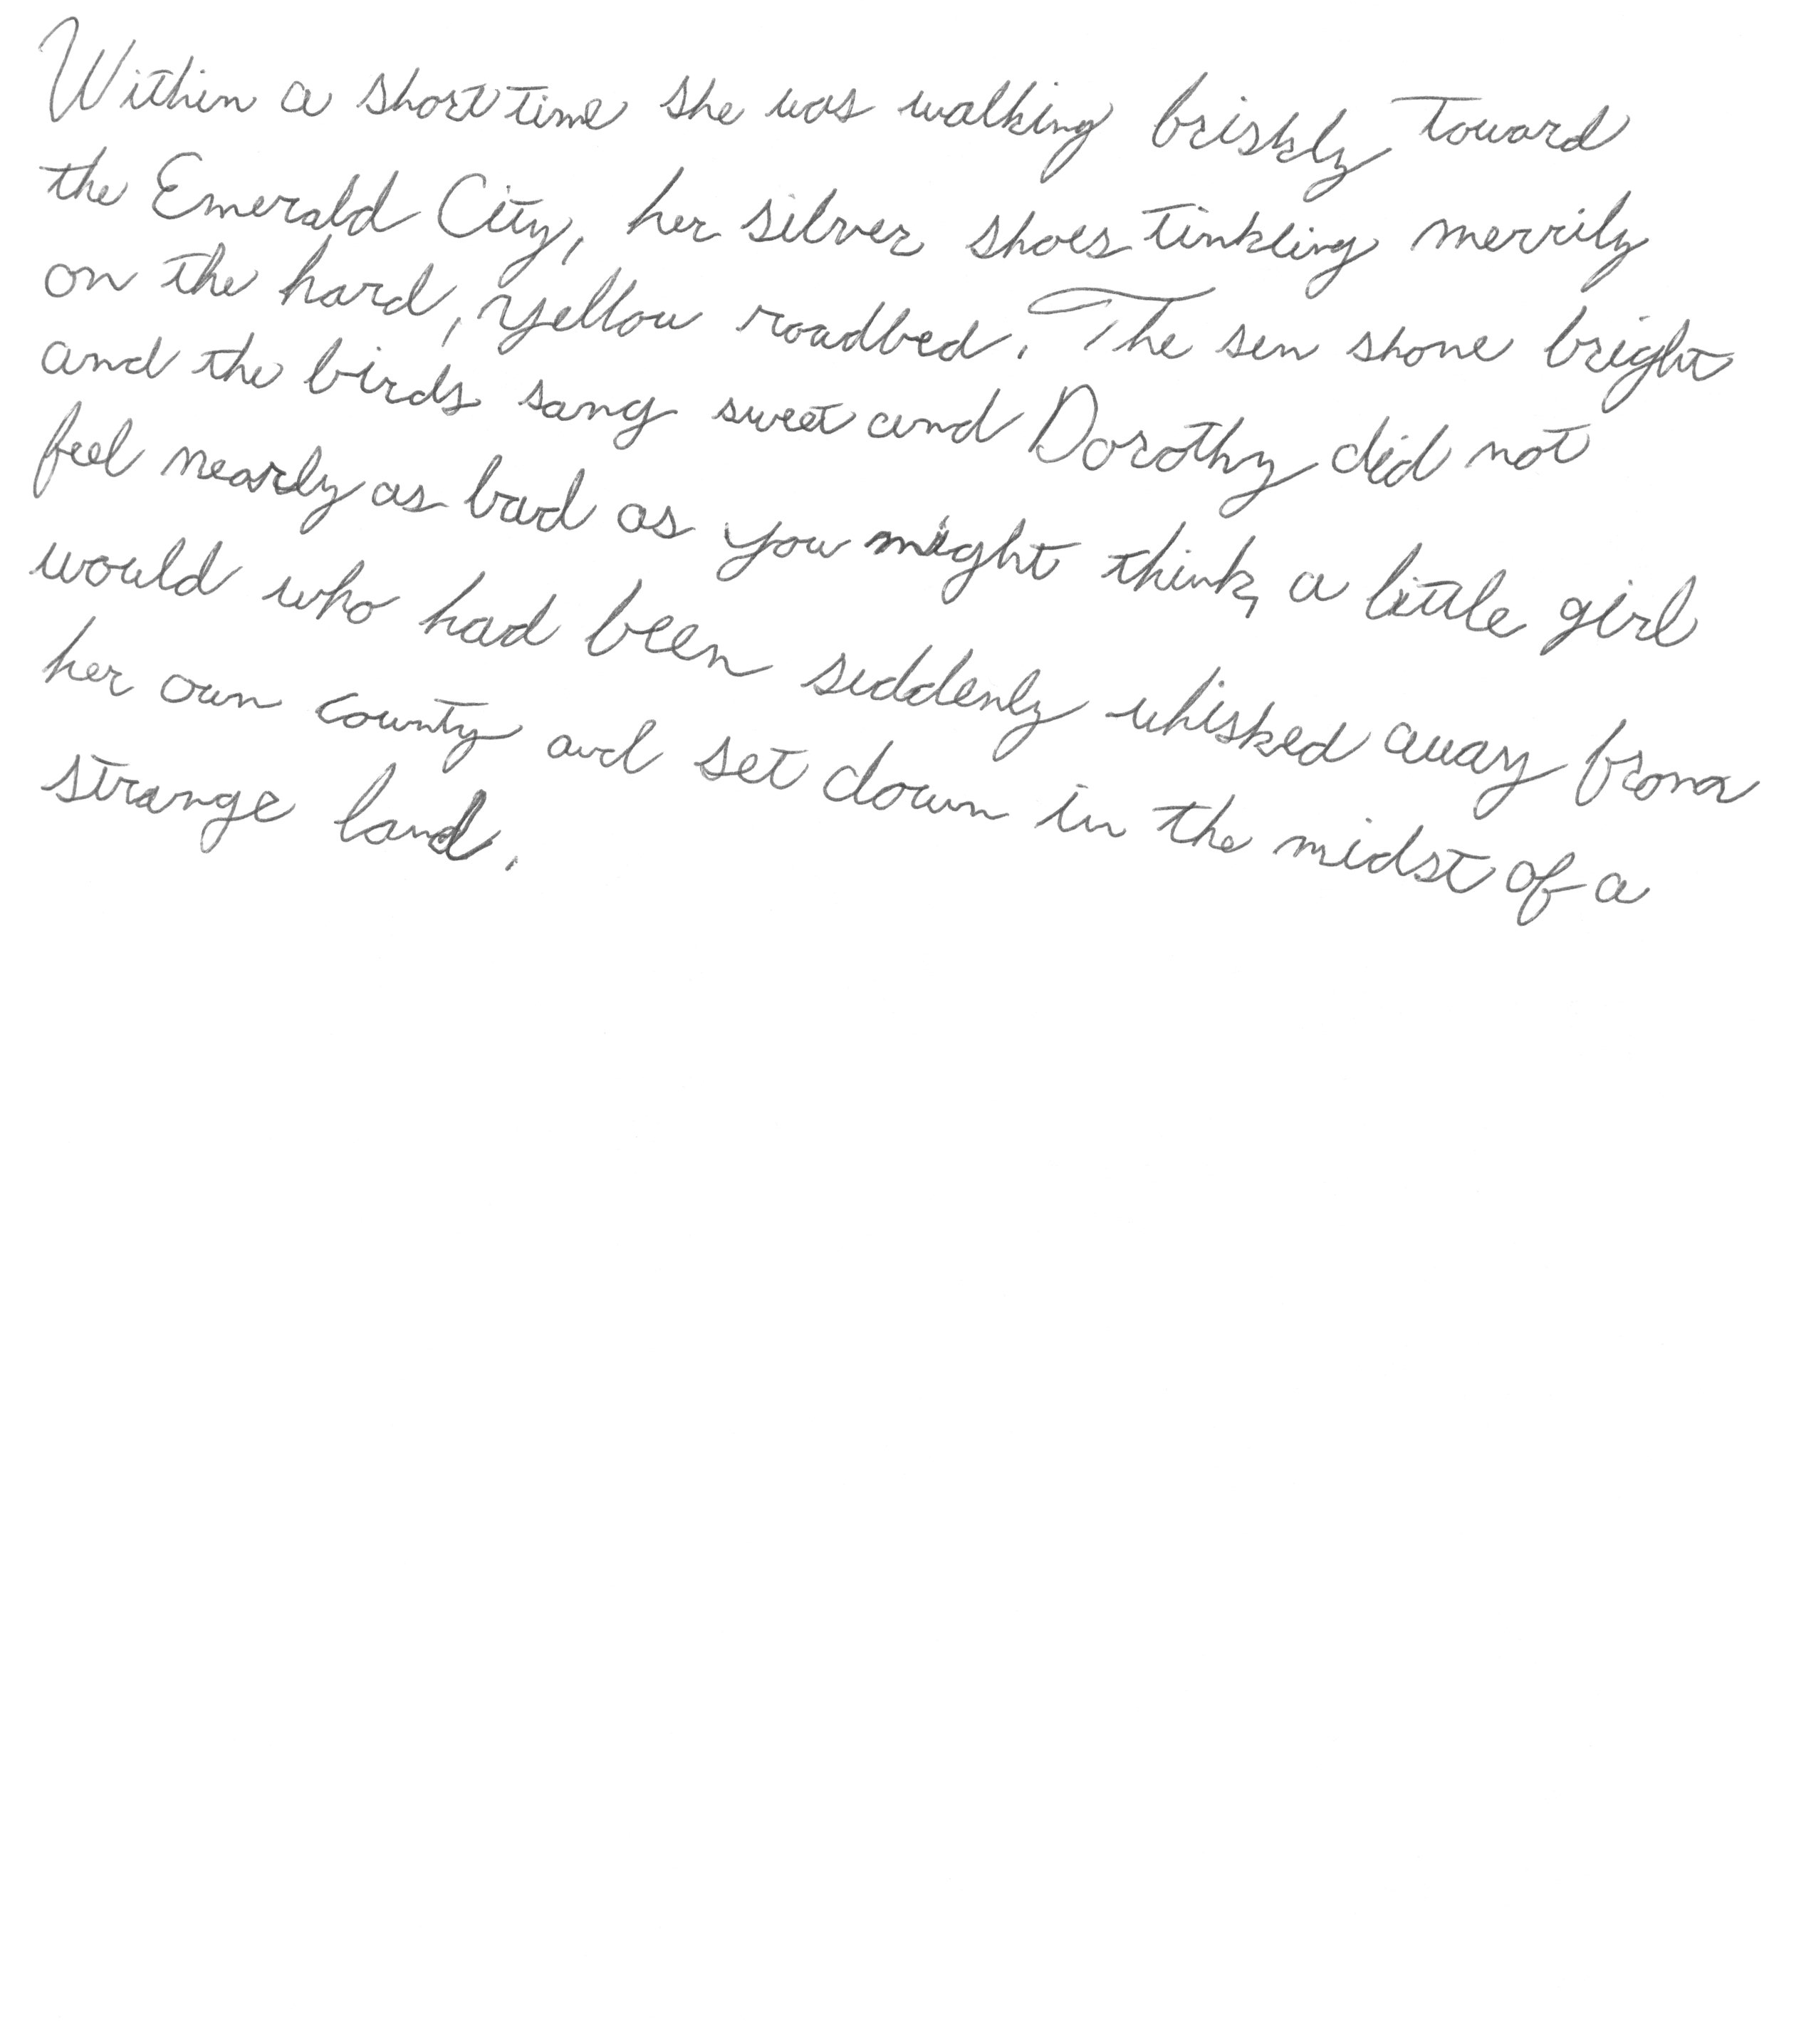 Within a short time she was walking briskly toward
the Emerald City, her silver shoes tinkling merrily
on the hard, yellow roadbed. The sun shone bright
and the birds sang sweet and Dorothy did not
feel nearly as bad as you might think a little girl
would who had been suddenly whisked away from
her own county and set down in the midst of a
strange land.